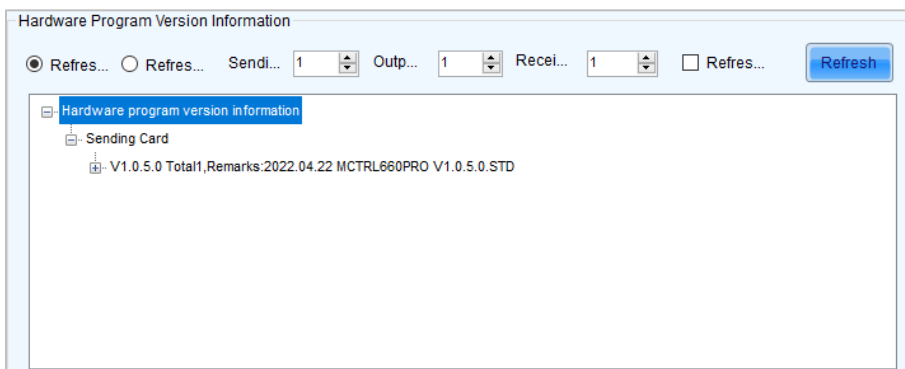 Hardware Program Version Information
Refres... Refres... Sendi... 1 Outp... 1 Recei... 1 Refres... Refresh
Hardware program version information
Sending Card
V1.0.5.0 Total1,Remarks:2022.04.22 MCTRL660PRO V1.0.5.0.STD